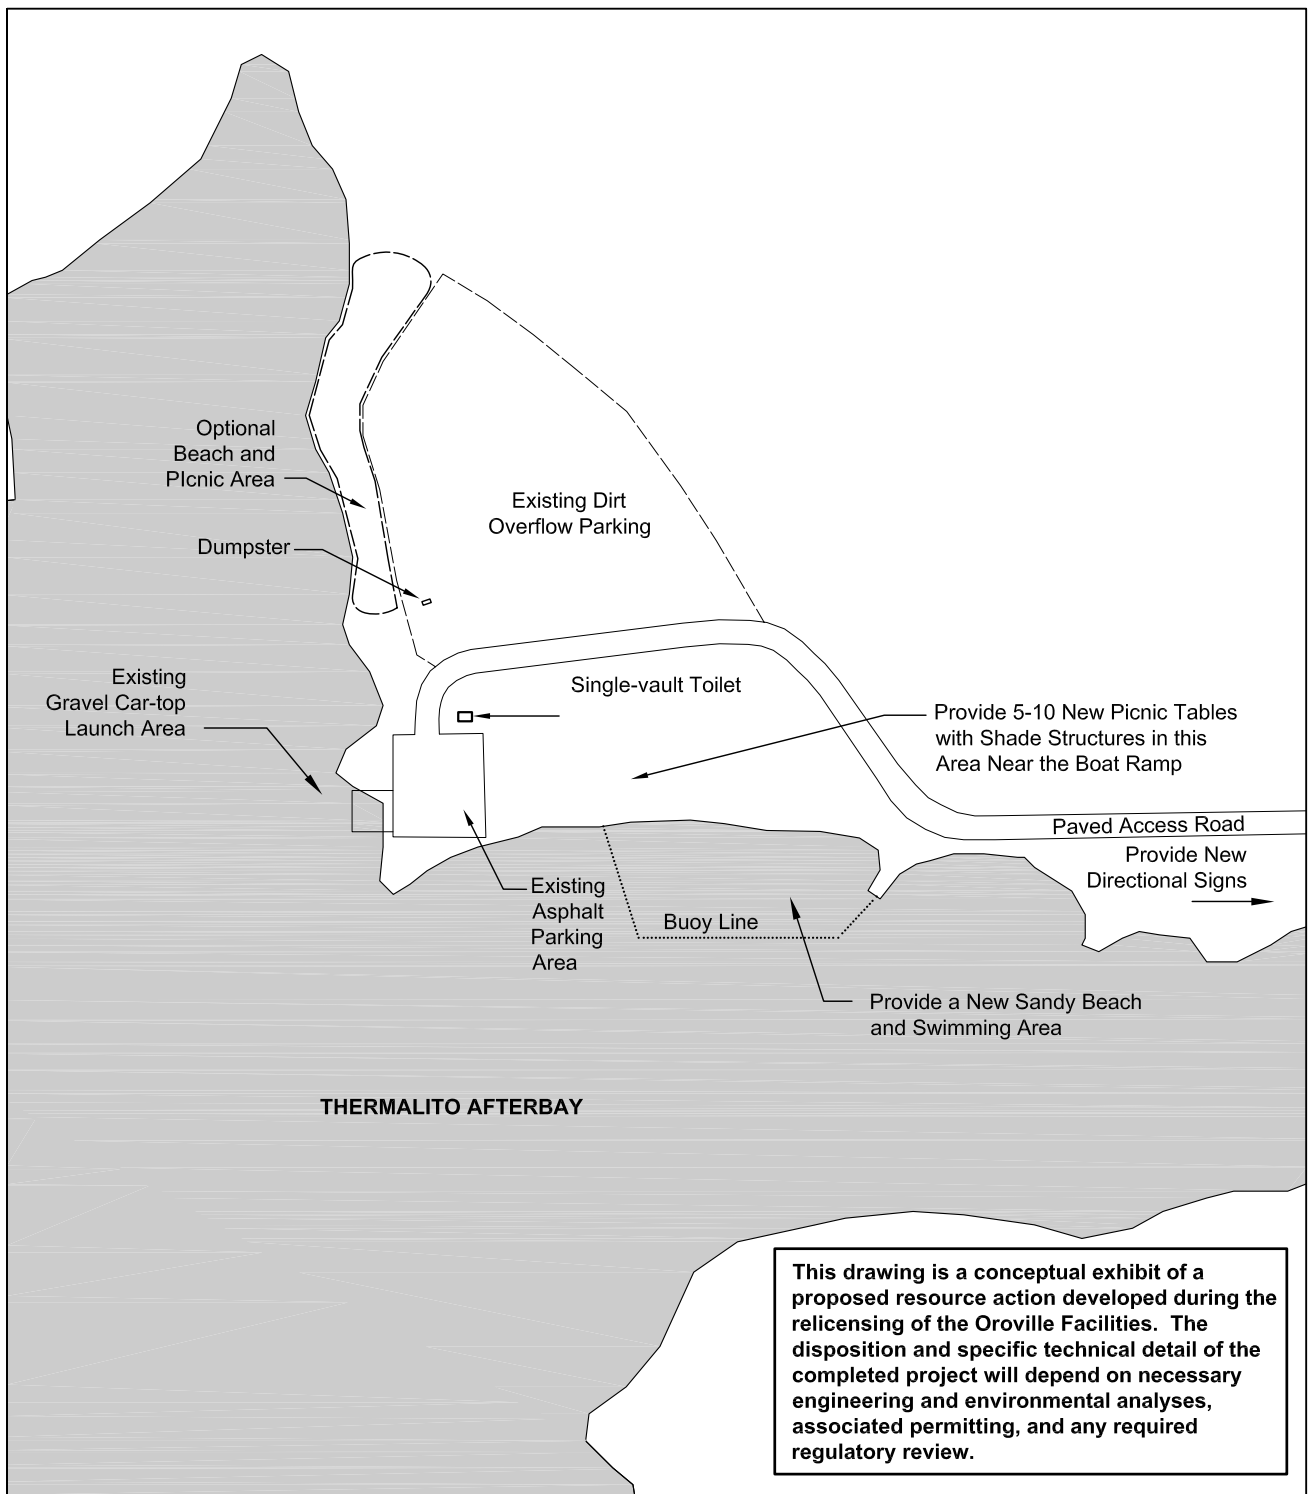 Optional
Beach and
PIcnic Area
Existing Dirt
Overflow Parking
Dumpster
Existing
Gravel Car-top
Launch Area
Single-vault Toilet
Provide 5-10 New Picnic Tables
with Shade Structures in this
Area Near the Boat Ramp
Paved Access Road
Provide New
Directional Signs
Existing
Asphalt
Parking
Area
Buoy Line
Provide a New Sandy Beach
and Swimming Area
THERMALITO AFTERBAY
This drawing is a conceptual exhibit of a
proposed resource action developed during the
relicensing of the Oroville Facilities.  The
disposition and specific technical detail of the
completed project will depend on necessary
engineering and environmental analyses,
associated permitting, and any required
regulatory review.